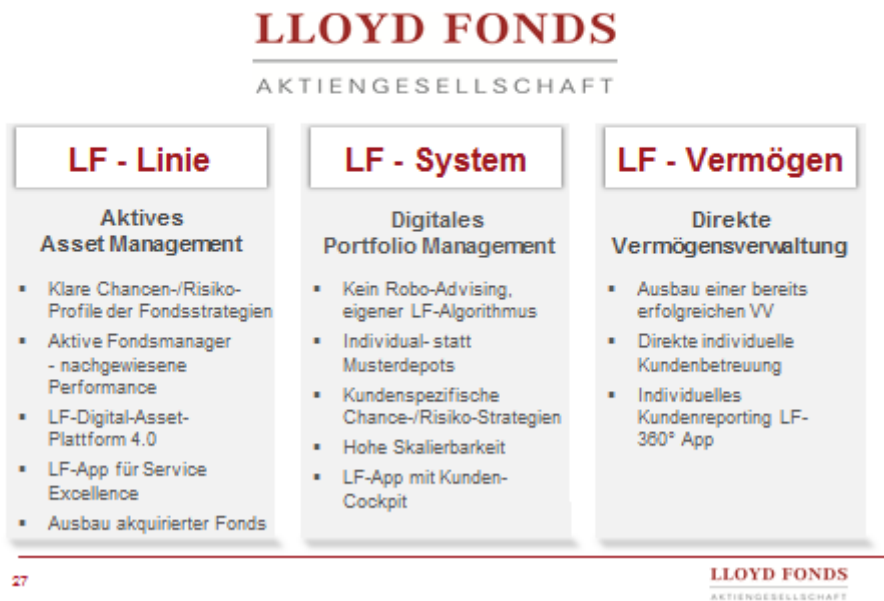 LLOYD FONDS
AKTIENGESELLSCHAFT
LF - Linie
Aktives
Asset Management
▪ Klare Chancen-/Risiko-
Profile der Fondsstrategien
▪ Aktive Fondsmanager
- nachgewiesene
Performance
▪ LF-Digital-Asset-
Plattform 4.0
▪ LF-App für Service
Excellence
▪ Ausbau akquirierter Fonds
LF - System
Digitales
Portfolio Management
▪ Kein Robo-Advising,
eigener LF-Algorithmus
▪ Individual- statt
Musterdepots
▪ Kundenspezifische
Chance-/Risiko-Strategien
▪ Hohe Skalierbarkeit
▪ LF-App mit Kunden-
Cockpit
LF - Vermögen
Direkte
Vermögensverwaltung
▪ Ausbau einer bereits
erfolgreichen VV
▪ Direkte individuelle
Kundenbetreuung
▪ Individuelles
Kundenreporting LF-
360° App
27
LLOYD FONDS
AKTIENGESELLSCHAFT